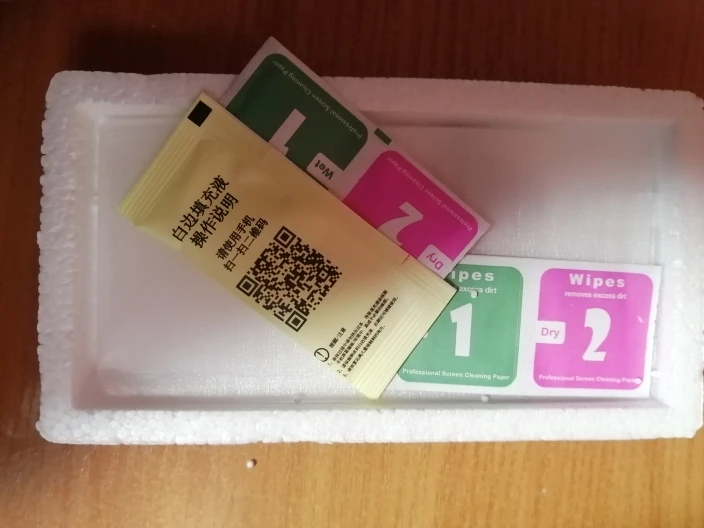 白边填充液
操作说明
请使用手机
扫一扫二维码
Professional Screen Cleaning Paper
1
Wet
Professional Screen Cleaning Paper
2
Dry
ipes
excess dirt
1
Professional Screen Cleaning Paper
Wipes
removes excess dirt
Dry
2
Professional Screen Cleaning Paper